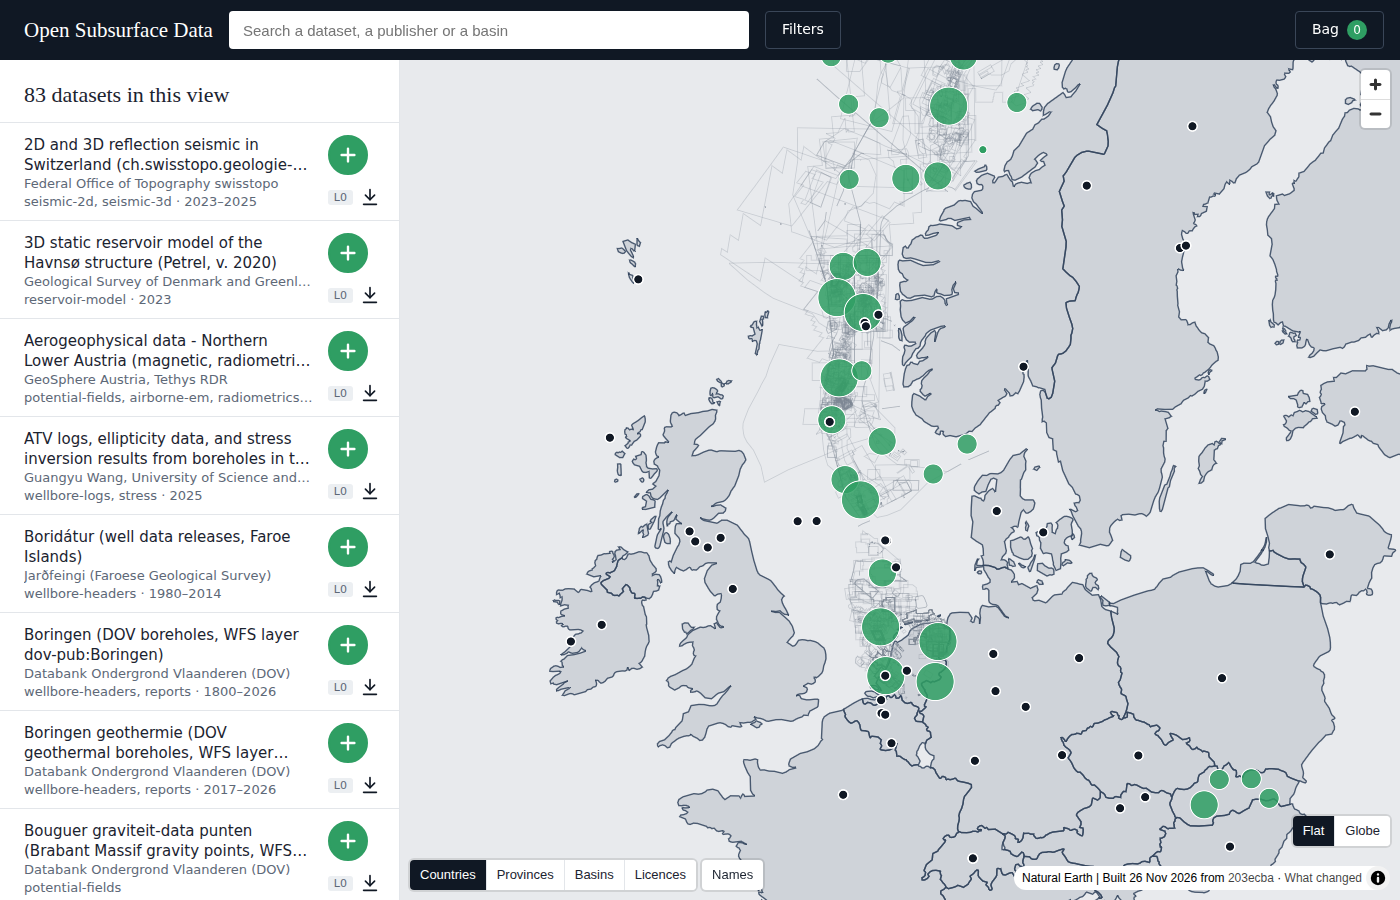 Open Subsurface Data
Search a dataset, a publisher or a basin
Filters
Bag 0
83 datasets in this view
2D and 3D reflection seismic in
Switzerland (ch.swisstopo.geologie-...
Federal Office of Topography swisstopo
seismic-2d, seismic-3d · 2023–2025
L0
3D static reservoir model of the
Havnsø structure (Petrel, v. 2020)
Geological Survey of Denmark and Greenl...
reservoir-model · 2023
L0
Aerogeophysical data - Northern
Lower Austria (magnetic, radiometri...
GeoSphere Austria, Tethys RDR
potential-fields, airborne-em, radiometrics...
L0
ATV logs, ellipticity data, and stress
inversion results from boreholes in t...
Guangyu Wang, University of Science and...
wellbore-logs, stress · 2025
L0
Boridátur (well data releases, Faroe
Islands)
Jarðfeingi (Faroese Geological Survey)
wellbore-headers · 1980–2014
L0
Boringen (DOV boreholes, WFS layer
dov-pub:Boringen)
Databank Ondergrond Vlaanderen (DOV)
wellbore-headers, reports · 1800–2026
L0
Boringen geothermie (DOV
geothermal boreholes, WFS layer...
Databank Ondergrond Vlaanderen (DOV)
wellbore-headers, reports · 2017–2026
L0
Bouguer graviteit-data punten
(Brabant Massif gravity points, WFS...
Databank Ondergrond Vlaanderen (DOV)
potential-fields
L0
Flat Globe
Countries Provinces Basins Licences Names
Natural Earth | Built 26 Nov 2026 from 203ecba · What changed